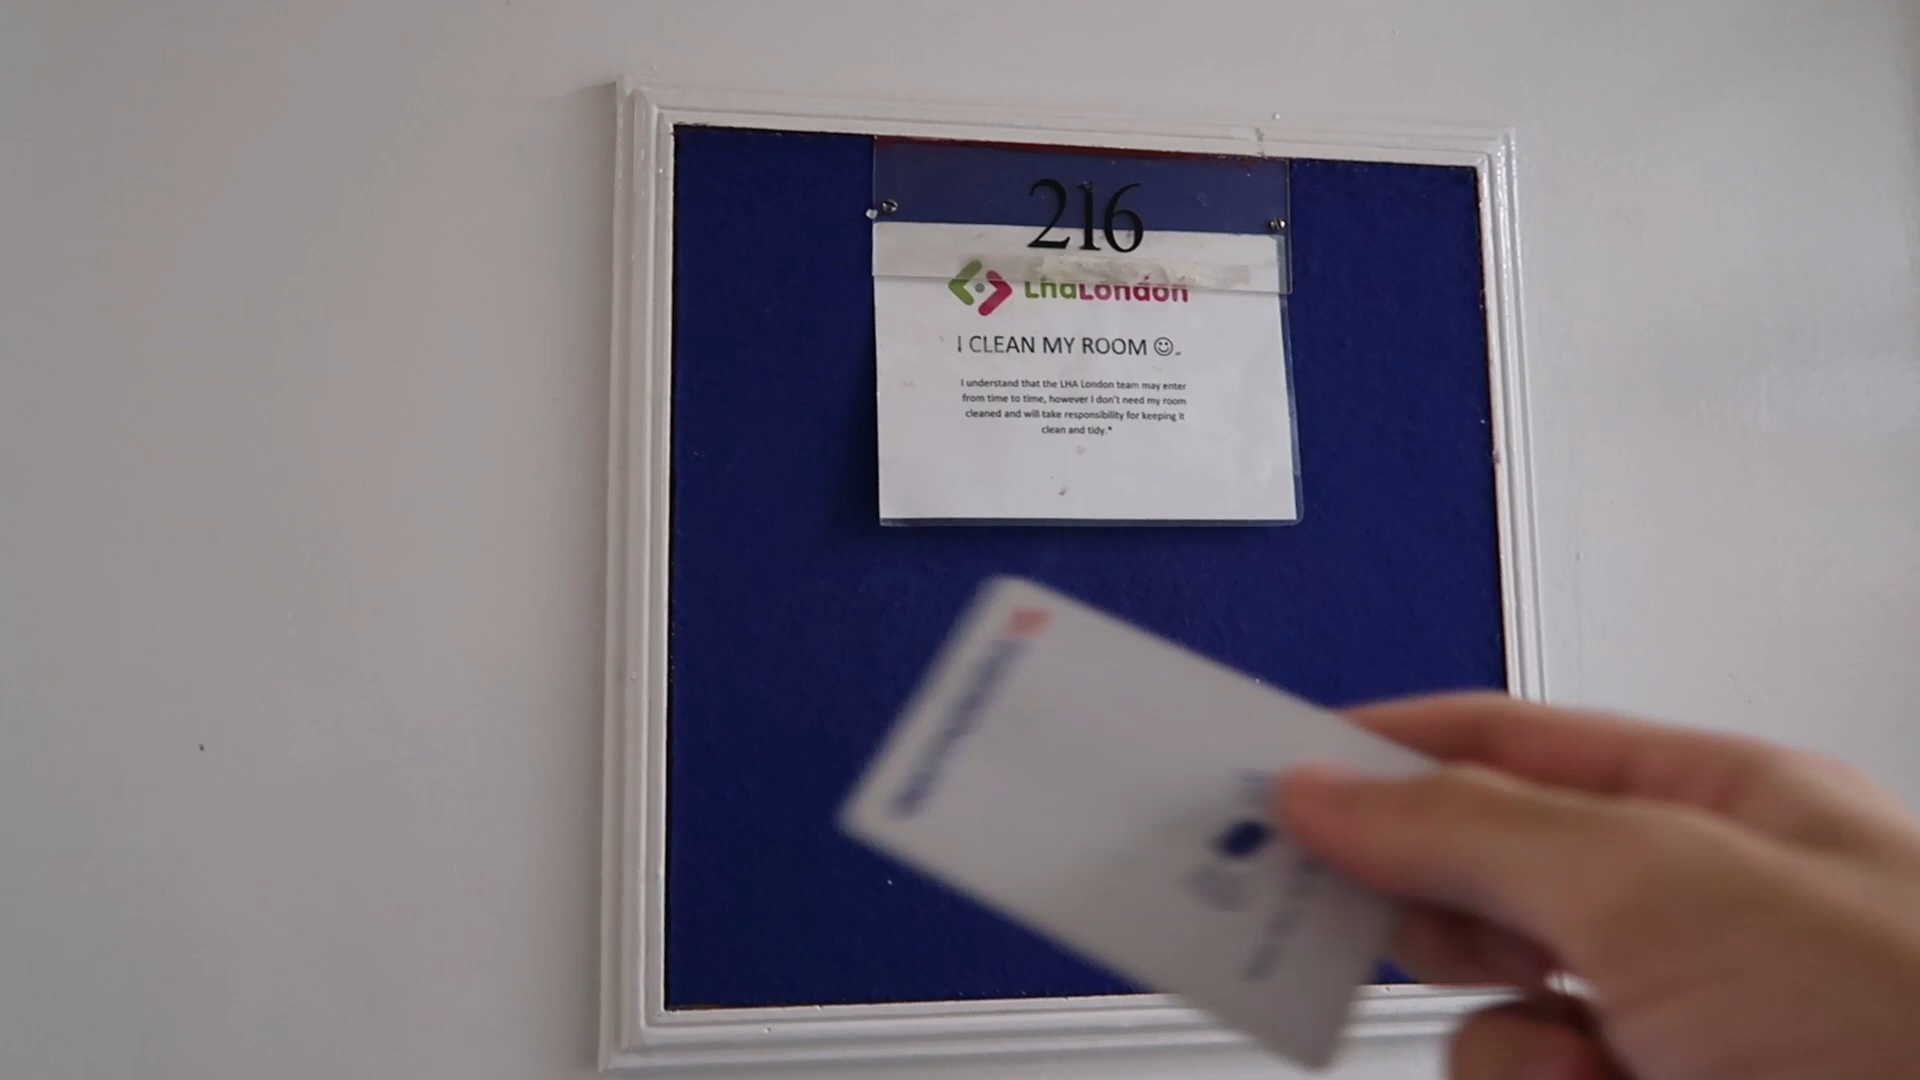 216
LhaLondon
I CLEAN MY ROOM ☺.
I understand that the LHA London team may enter
from time to time, however I don't need my room
cleaned and will take responsibility for keeping it
clean and tidy.*